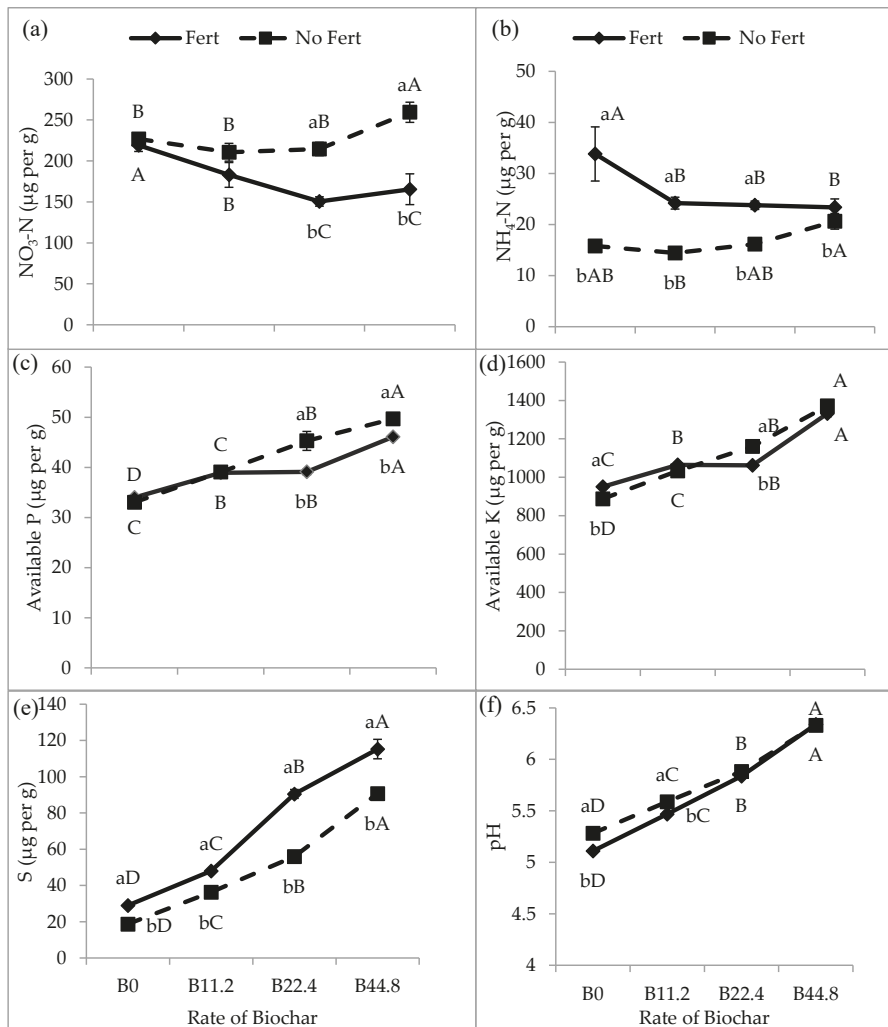 (a)
Fert
No Fert
300
250
200
150
100
50
0
NO3-N (µg per g)
B
B
aB
aA
A
B
bC
bC
(b)
Fert
No Fert
50
40
30
20
10
0
NH4-N (µg per g)
aA
aB
aB
B
bAB
bB
bAB
bA
(c)
60
50
40
30
20
10
0
Available P (µg per g)
D
C
aB
aA
C
B
bB
bA
(d)
1600
1400
1200
1000
800
600
400
200
0
Available K (µg per g)
aC
B
aB
A
bD
C
bB
A
(e)
140
120
100
80
60
40
20
0
S (µg per g)
aD
aC
aB
aA
bD
bC
bB
bA
B0
B11.2
B22.4
B44.8
Rate of Biochar
(f)
6.5
6
5.5
5
4.5
4
pH
aD
aC
B
A
bD
bC
B
A
B0
B11.2
B22.4
B44.8
Rate of Biochar